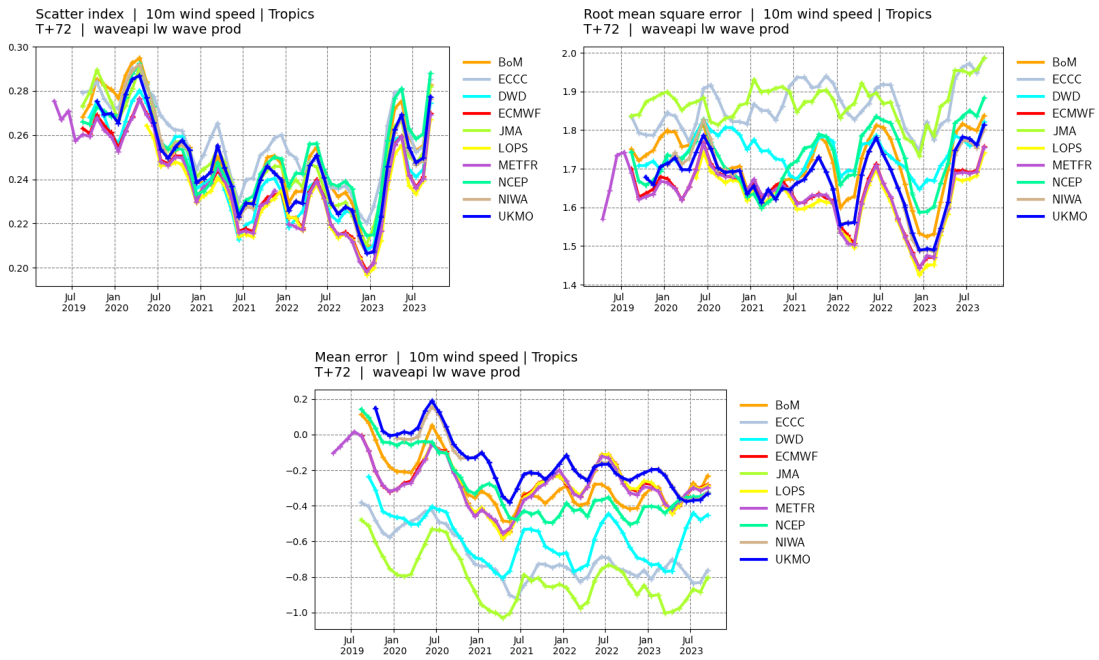 Scatter index | 10m wind speed | Tropics
T+72 | waveapi lw wave prod
0.30
0.28
0.26
0.24
0.22
0.20
Jul 2019
Jan 2020
Jul 2020
Jan 2021
Jul 2021
Jan 2022
Jul 2022
Jan 2023
Jul 2023
BoM
ECCC
DWD
ECMWF
JMA
LOPS
METFR
NCEP
NIWA
UKMO
Root mean square error | 10m wind speed | Tropics
T+72 | waveapi lw wave prod
2.0
1.9
1.8
1.7
1.6
1.5
1.4
Jul 2019
Jan 2020
Jul 2020
Jan 2021
Jul 2021
Jan 2022
Jul 2022
Jan 2023
Jul 2023
BoM
ECCC
DWD
ECMWF
JMA
LOPS
METFR
NCEP
NIWA
UKMO
Mean error | 10m wind speed | Tropics
T+72 | waveapi lw wave prod
0.2
0.0
−0.2
−0.4
−0.6
−0.8
−1.0
Jul 2019
Jan 2020
Jul 2020
Jan 2021
Jul 2021
Jan 2022
Jul 2022
Jan 2023
Jul 2023
BoM
ECCC
DWD
ECMWF
JMA
LOPS
METFR
NCEP
NIWA
UKMO